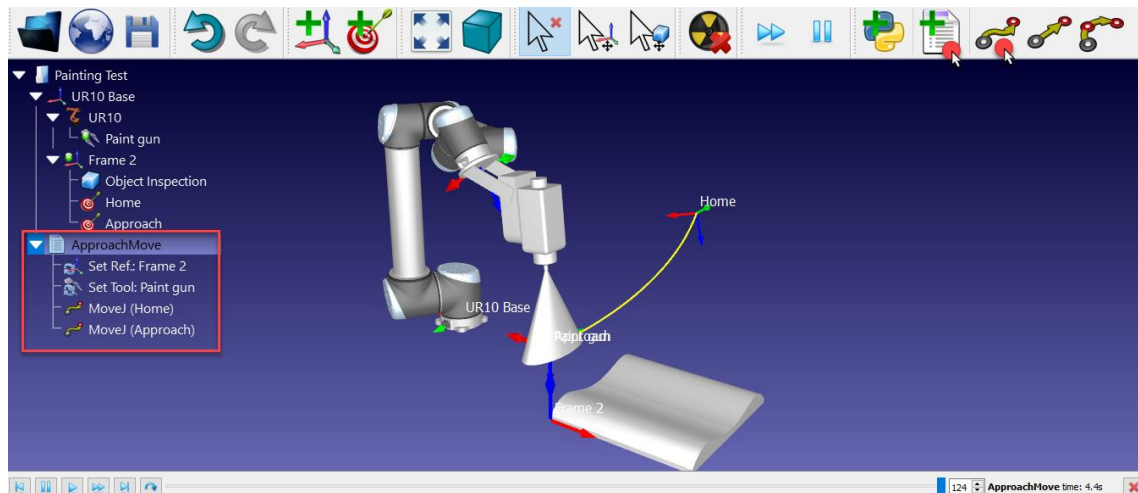 Painting Test
UR10 Base
UR10
Paint gun
Frame 2
Object Inspection
Home
Approach
ApproachMove
Set Ref.: Frame 2
Set Tool: Paint gun
MoveJ (Home)
MoveJ (Approach)
Home
UR10 Base
Frame 2
124 ApproachMove time: 4.4s